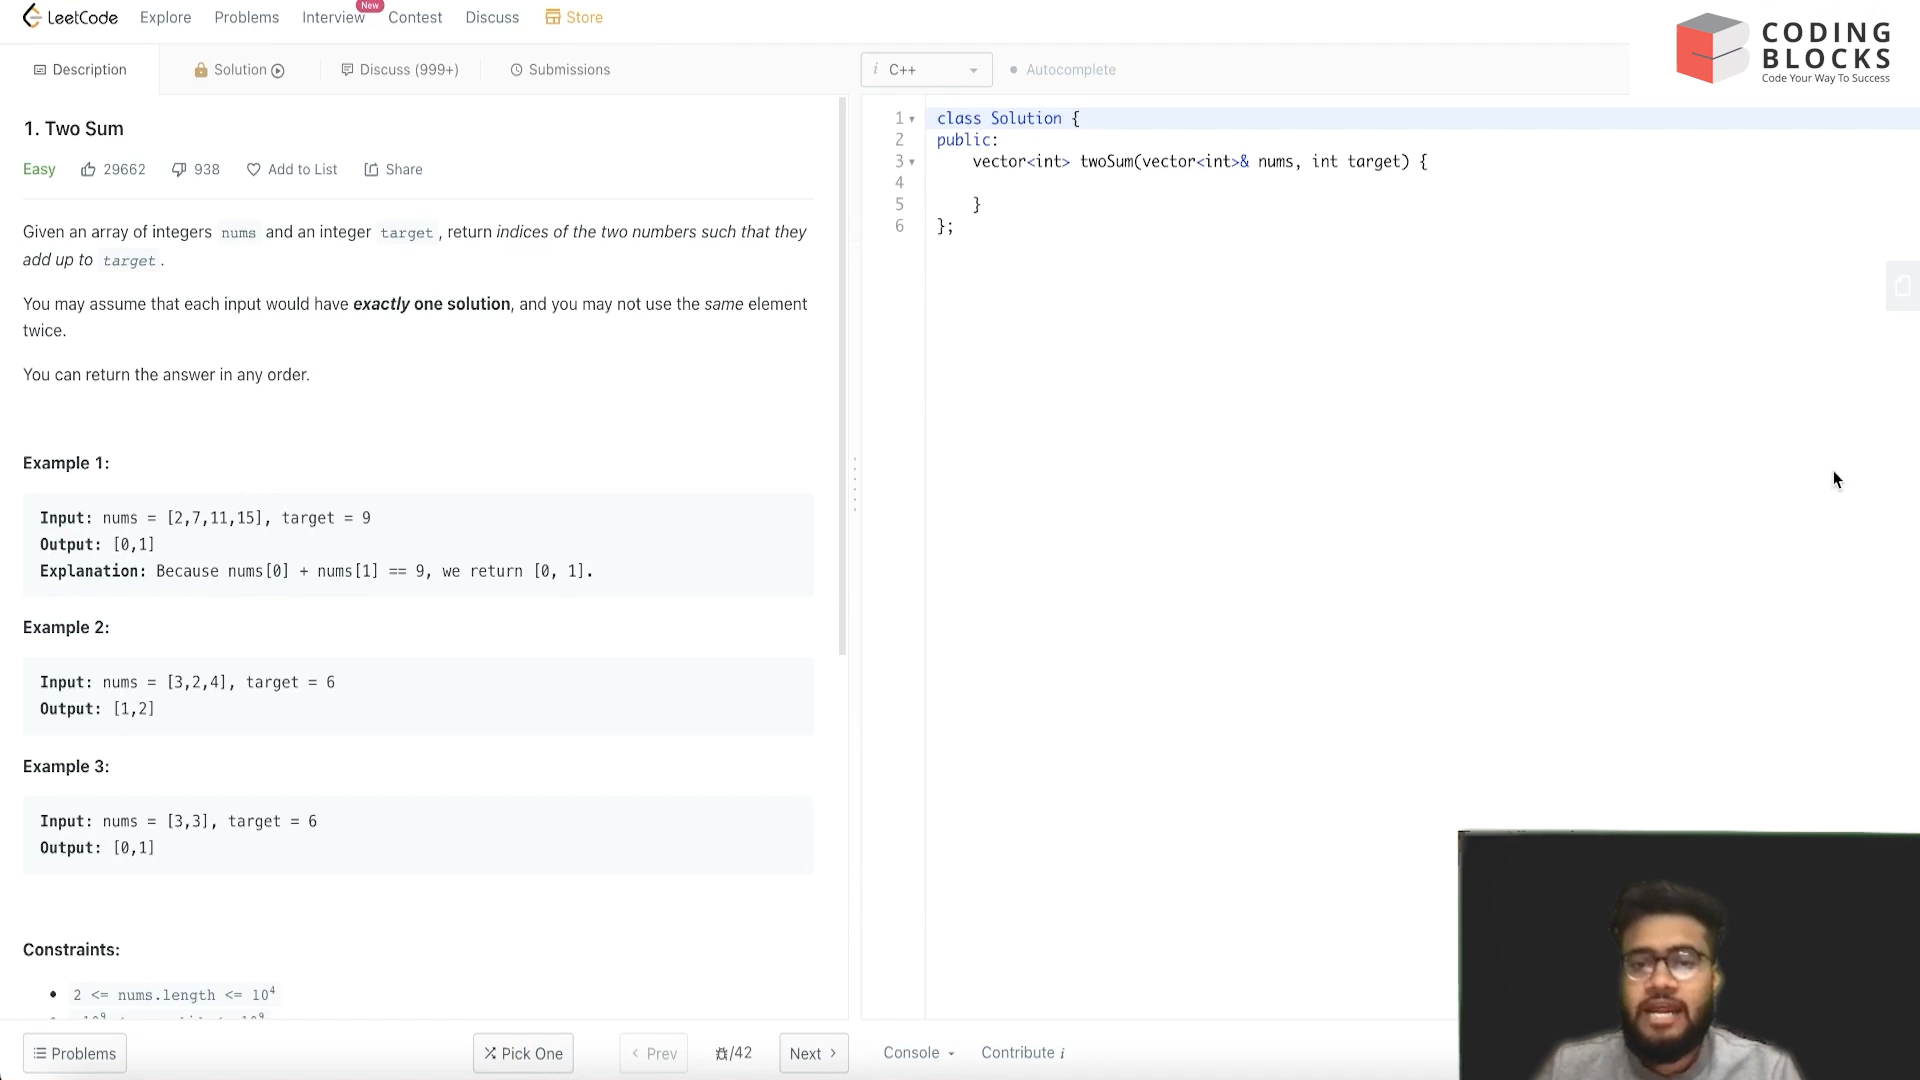 LeetCode Explore Problems Interview New Contest Discuss Store
CODING
BLOCKS
Code Your Way To Success
Description Solution Discuss (999+) Submissions
i C++ Autocomplete
1. Two Sum
Easy 29662 938 Add to List Share
Given an array of integers nums and an integer target, return indices of the two numbers such that they
add up to target.
You may assume that each input would have exactly one solution, and you may not use the same element
twice.
You can return the answer in any order.
Example 1:
Input: nums = [2,7,11,15], target = 9
Output: [0,1]
Explanation: Because nums[0] + nums[1] == 9, we return [0, 1].
Example 2:
Input: nums = [3,2,4], target = 6
Output: [1,2]
Example 3:
Input: nums = [3,3], target = 6
Output: [0,1]
Constraints:
• 2 <= nums.length <= 10⁴
1 class Solution {
2 public:
3 vector<int> twoSum(vector<int>& nums, int target) {
4
5 }
6 };
Problems Pick One < Prev /42 Next > Console Contribute i